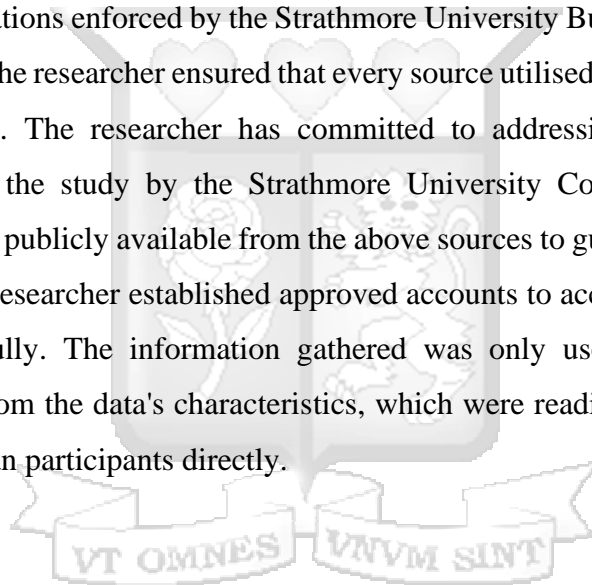 ations enforced by the Strathmore University Bu
he researcher ensured that every source utilised
. The researcher has committed to addressi
the study by the Strathmore University Co
publicly available from the above sources to gu
esearcher established approved accounts to acc
ully. The information gathered was only use
om the data's characteristics, which were readi
an participants directly.
VT OMNES VNVM SINT